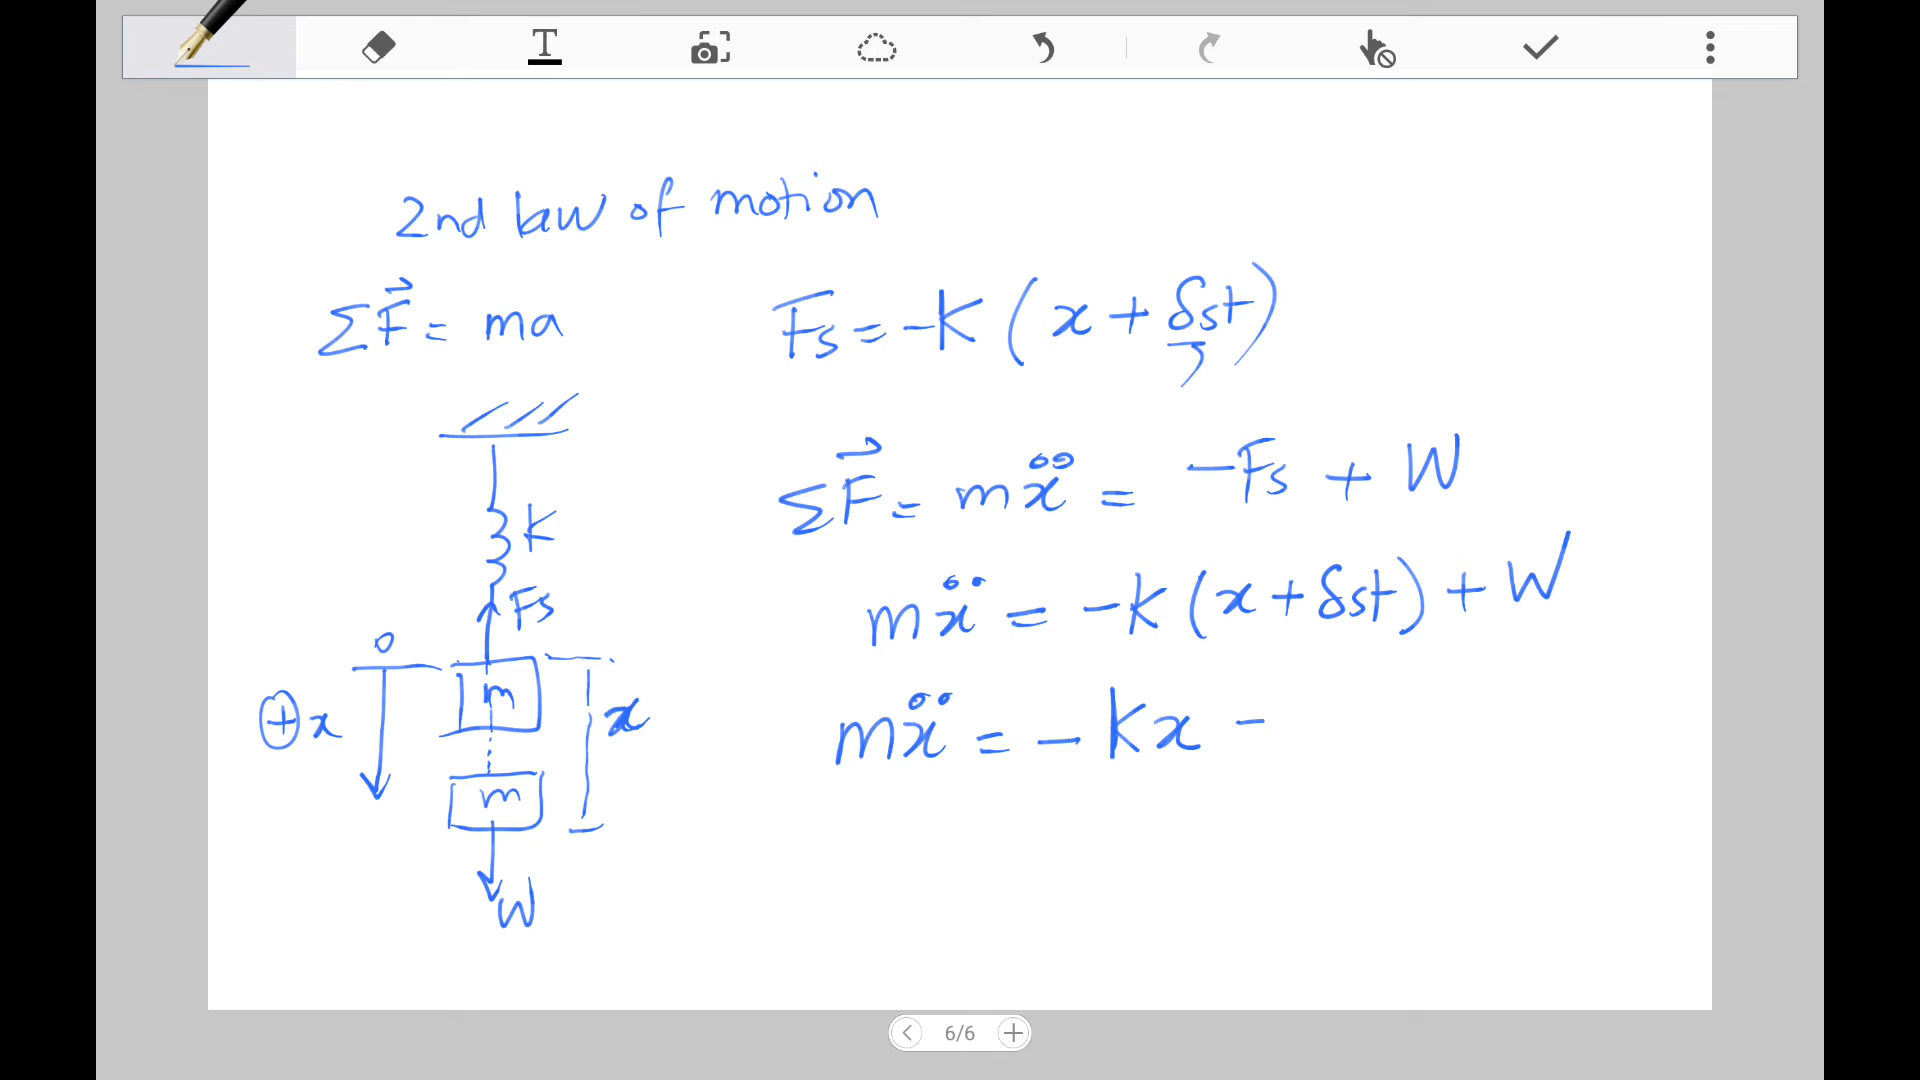 T
2nd law of motion
ΣF⃗ = ma
Fs = -K (x + δst)
K
Fs
0
⊕ x
m
x
m
W
ΣF⃗ = mẍ = -Fs + W
mẍ = -K (x + δst) + W
mẍ = - Kx -
6/6